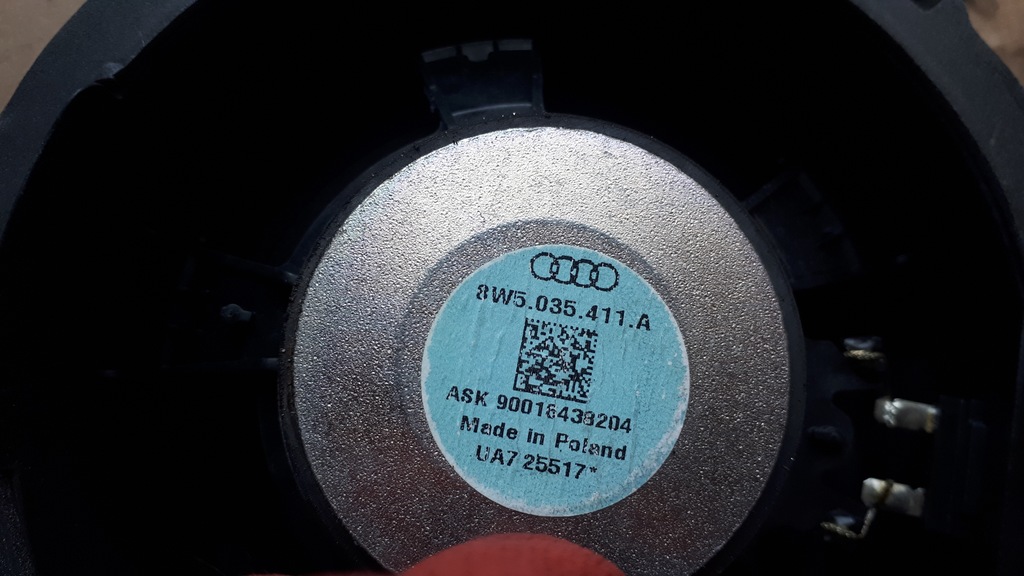 8W5.035.411.A
ASK 90018438204
Made in Poland
UA7 25517*